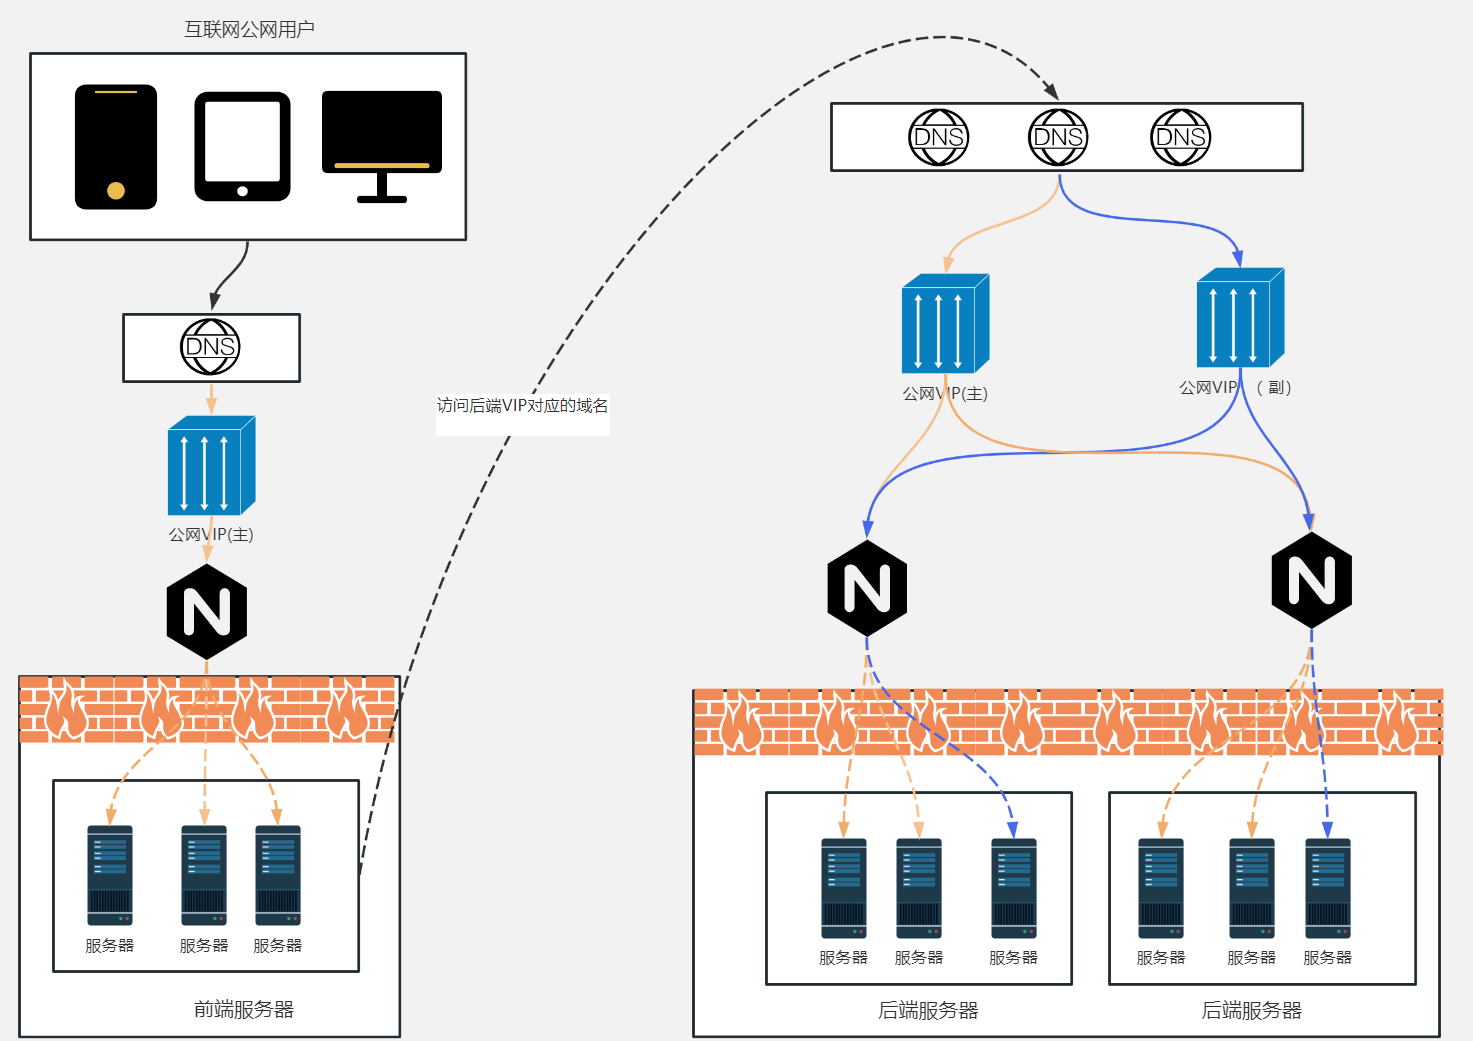 互联网公网用户
DNS
公网VIP(主)
N
服务器
服务器
服务器
前端服务器
访问后端VIP对应的域名
DNS
DNS
DNS
公网VIP(主)
公网VIP （副）
N
N
服务器
服务器
服务器
后端服务器
服务器
服务器
服务器
后端服务器